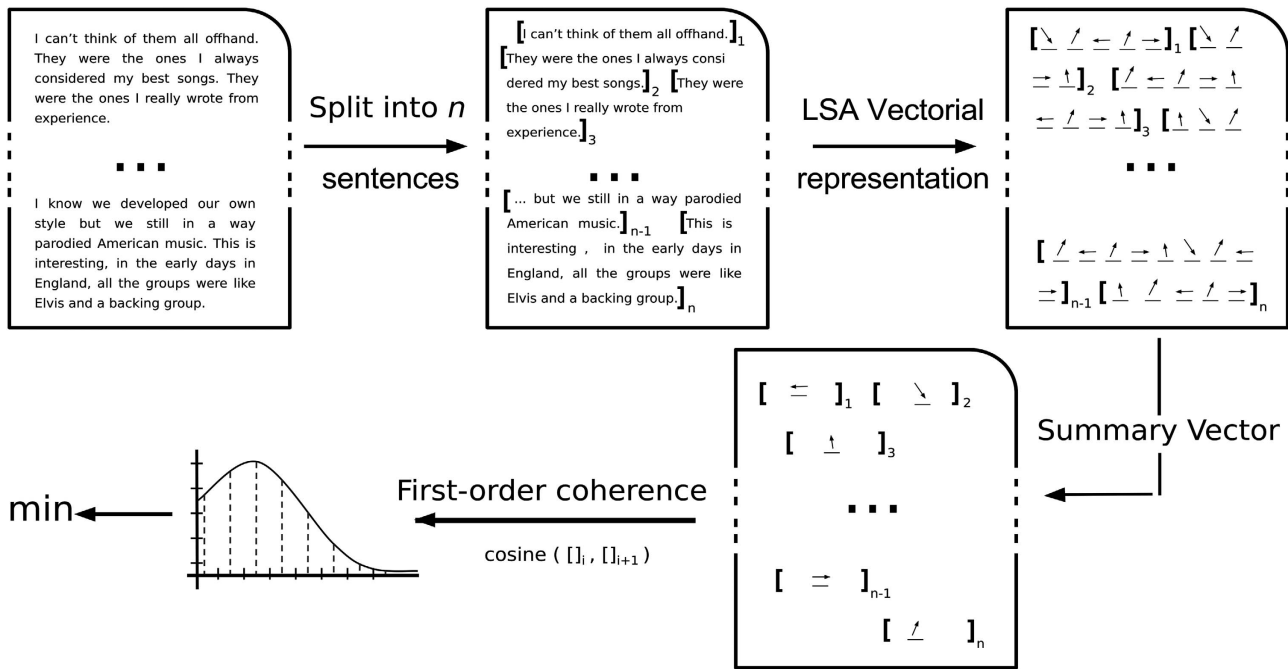 I can't think of them all offhand.
They were the ones I always
considered my best songs. They
were the ones I really wrote from
experience.
...
I know we developed our own
style but we still in a way
parodied American music. This is
interesting, in the early days in
England, all the groups were like
Elvis and a backing group.
Split into n
sentences
[I can't think of them all offhand.]1
[They were the ones I always consi
dered my best songs.]2 [They were
the ones I really wrote from
experience.]3
...
[... but we still in a way parodied
American music.]n-1 [This is
interesting , in the early days in
England, all the groups were like
Elvis and a backing group.]n
LSA Vectorial
representation
[↘ ↗ ← ↗ →]1 [↘ ↗
→ ↑]2 [↗ ← ↗ → ↑
← ↗ → ↑]3 [↑ ↘ ↗
...
[↗ ← ↗ → ↑ ↘ ↗ ←
→]n-1 [↑ ↗ ← ↗ →]n
Summary Vector
[ ← ]1 [ ↘ ]2
[ ↑ ]3
...
[ → ]n-1
[ ↗ ]n
First-order coherence
cosine ( []i , []i+1 )
min